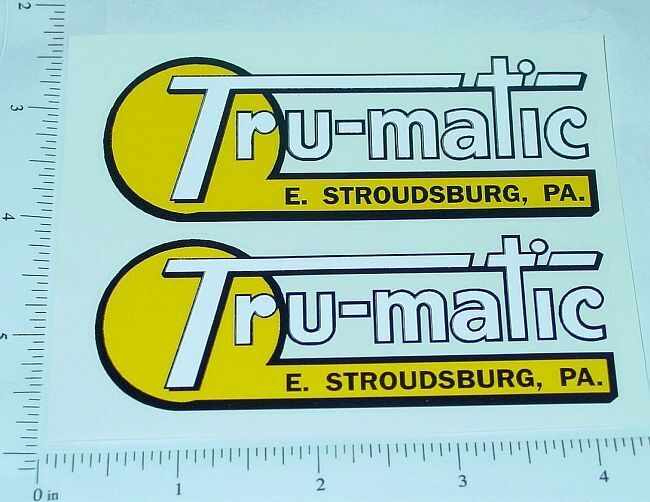 2
3
Tru-matic
E. STROUDSBURG, PA.
4
Tru-matic
5
E. STROUDSBURG, PA.
0 in
1
2
3
4